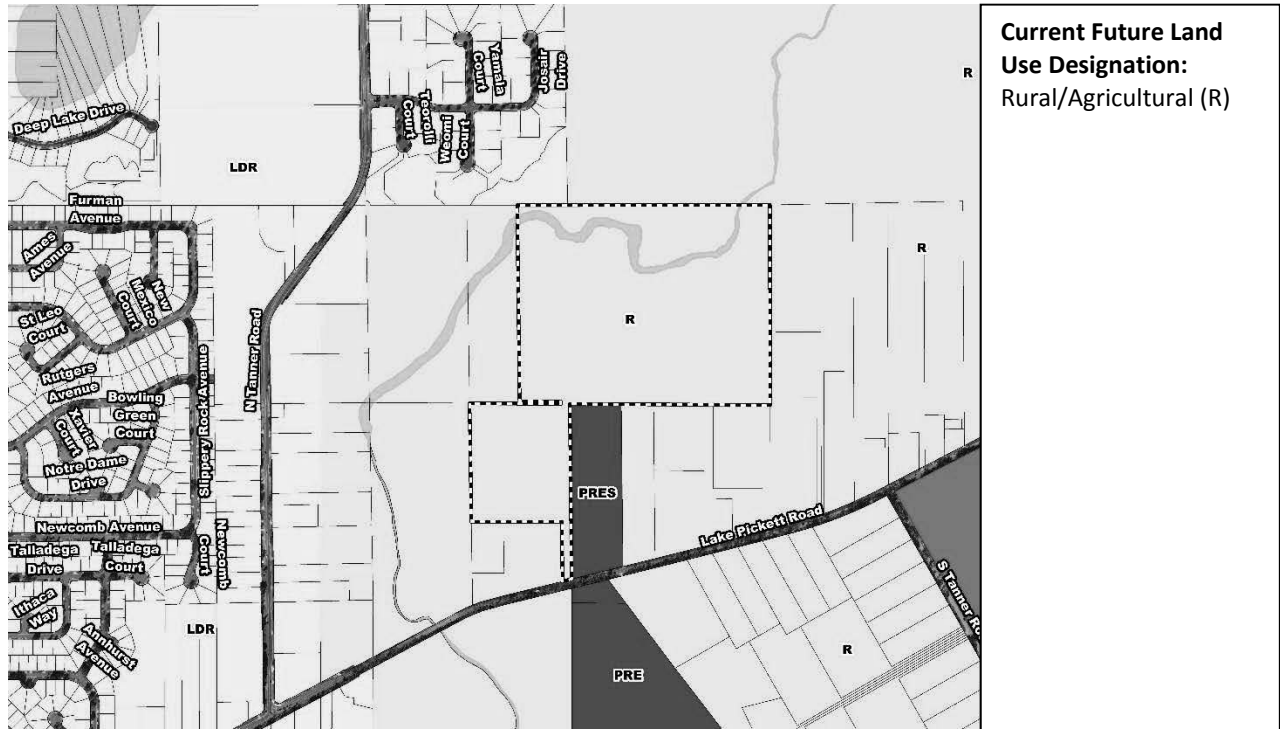 Current Future Land
Use Designation:
Rural/Agricultural (R)
R
Yamala
Court
Josair
Drive
Deep Lake Drive
Teorolli
Court
Weomi
Court
LDR
Furman
Avenue
Ames
Avenue
New
Mexico
Court
R
St Leo
Court
N Tanner Road
R
Rutgers
Avenue
Bowling
Green
Court
Slippery Rock Avenue
Xavier
Court
Notre Dame
Drive
PRES
Newcomb Avenue
Newcomb
Court
Lake Pickett Road
Talladega
Drive
Talladega
Court
S Tanner Ro
Ithaca
Way
LDR
Annhurst
Avenue
R
PRE